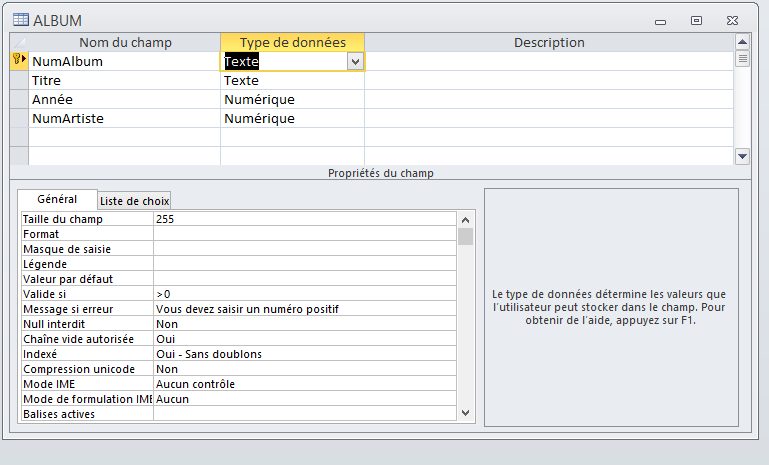 ALBUM
Nom du champ Type de données Description
NumAlbum Texte
Titre Texte
Année Numérique
NumArtiste Numérique
Propriétés du champ
Général Liste de choix
Taille du champ 255
Format
Masque de saisie
Légende
Valeur par défaut
Valide si >0
Message si erreur Vous devez saisir un numéro positif
Null interdit Non
Chaîne vide autorisée Oui
Indexé Oui - Sans doublons
Compression unicode Non
Mode IME Aucun contrôle
Mode de formulation IME Aucun
Balises actives
Le type de données détermine les valeurs que
l'utilisateur peut stocker dans le champ. Pour
obtenir de l'aide, appuyez sur F1.